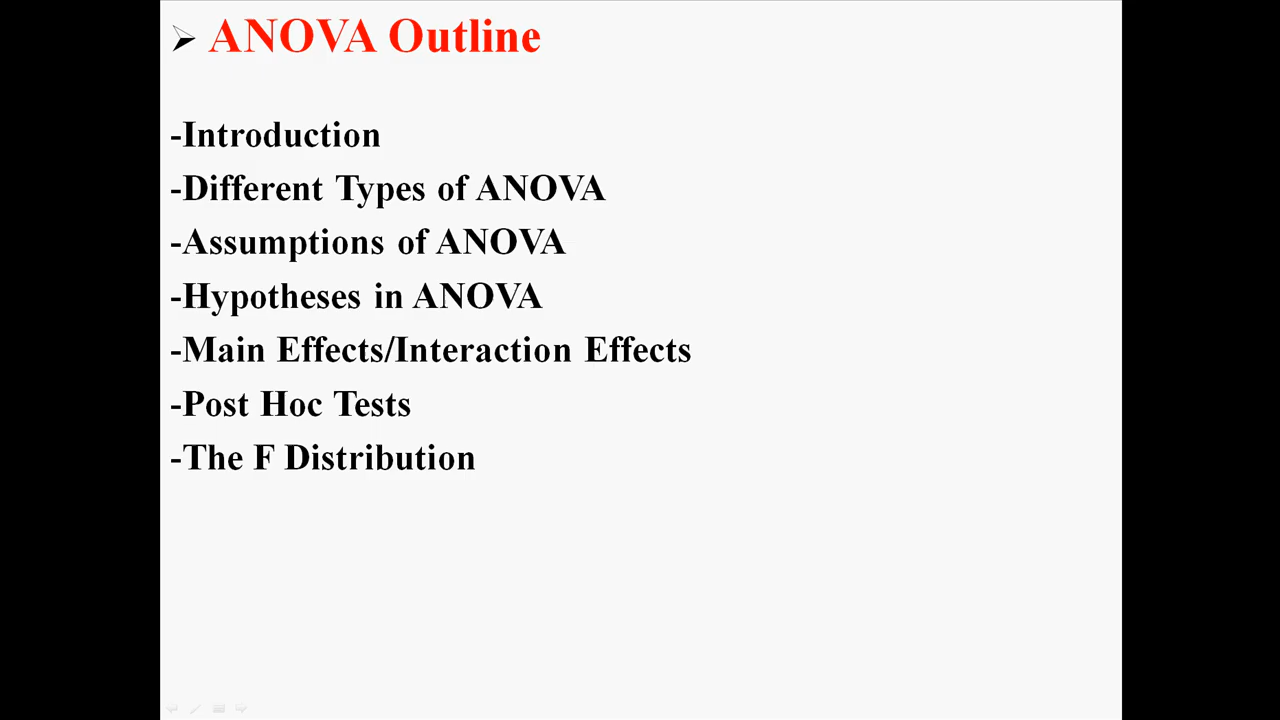 ANOVA Outline
-Introduction
-Different Types of ANOVA
-Assumptions of ANOVA
-Hypotheses in ANOVA
-Main Effects/Interaction Effects
-Post Hoc Tests
-The F Distribution